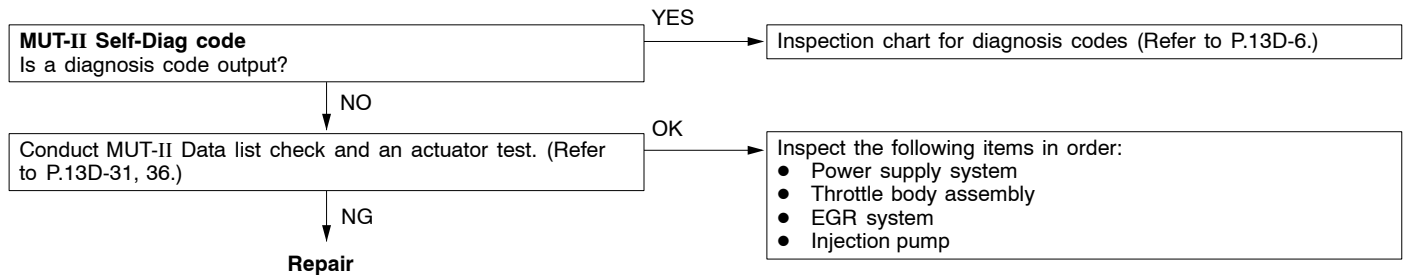 MUT-II Self-Diag code
Is a diagnosis code output?
YES
Inspection chart for diagnosis codes (Refer to P.13D-6.)
NO
Conduct MUT-II Data list check and an actuator test. (Refer
to P.13D-31, 36.)
OK
Inspect the following items in order:
● Power supply system
● Throttle body assembly
● EGR system
● Injection pump
NG
Repair